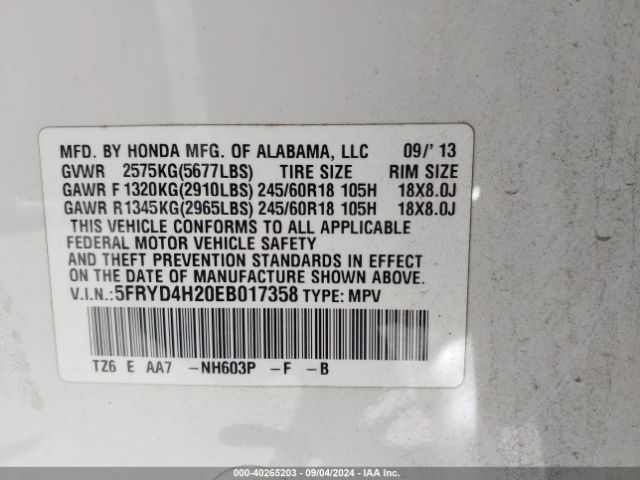 MFD. BY HONDA MFG. OF ALABAMA, LLC 09/' 13
GVWR 2575KG(5677LBS) TIRE SIZE RIM SIZE
GAWR F 1320KG(2910LBS) 245/60R18 105H 18X8.0J
GAWR R1345KG(2965LBS) 245/60R18 105H 18X8.0J
THIS VEHICLE CONFORMS TO ALL APPLICABLE
FEDERAL MOTOR VEHICLE SAFETY
AND THEFT PREVENTION STANDARDS IN EFFECT
ON THE DATE OF MANUFACTURE SHOWN ABOVE.
V.I.N.:5FRYD4H20EB017358 TYPE: MPV
TZ6 E AA7 -NH603P -F -B
000-40265203 - 09/04/2024 - IAA Inc.